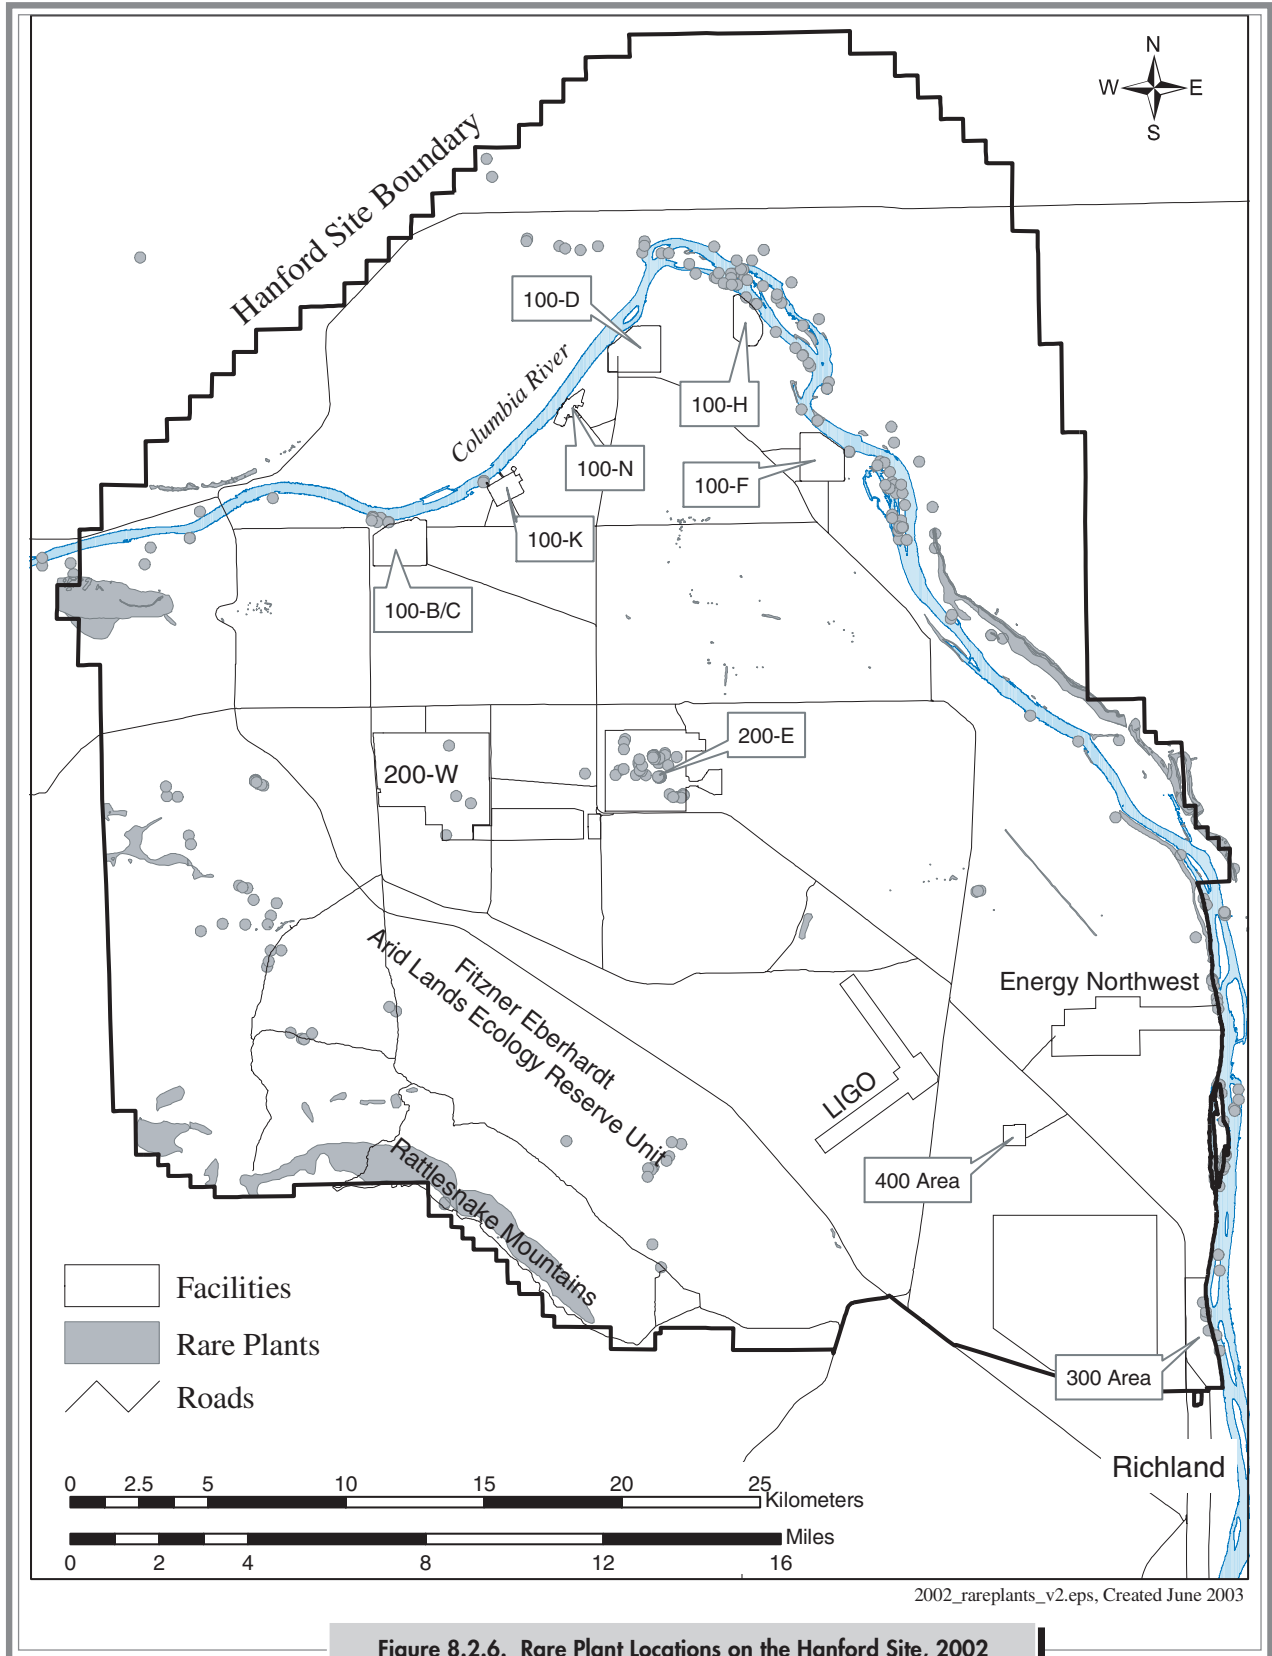 N
W E
S
Hanford Site Boundary
100-D
Columbia River
100-H
100-N
100-F
100-K
100-B/C
200-E
200-W
Fitzner Eberhardt
Arid Lands Ecology Reserve Unit
Energy Northwest
LIGO
400 Area
Rattlesnake Mountains
Facilities
Rare Plants
Roads
300 Area
Richland
0 2.5 5 10 15 20 25
Kilometers
Miles
0 2 4 8 12 16
2002_rareplants_v2.eps, Created June 2003
Figure 8.2.6. Rare Plant Locations on the Hanford Site, 2002